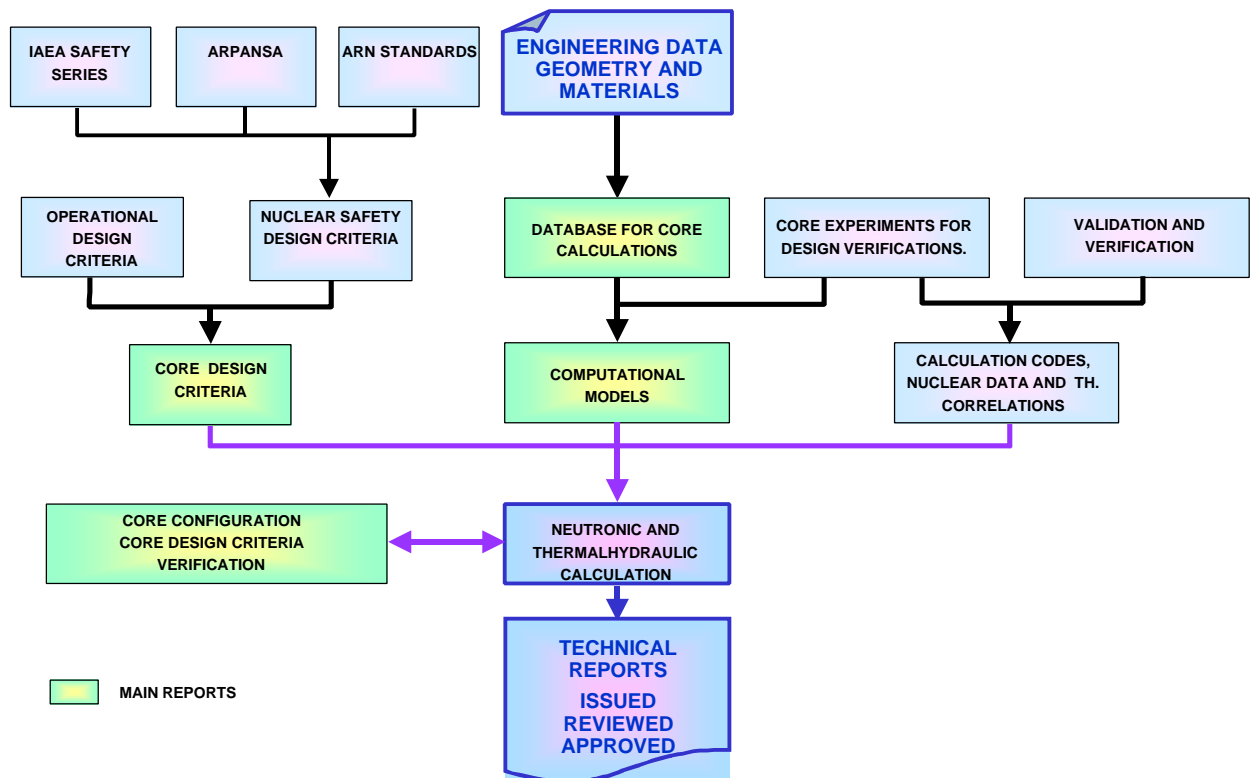 IAEA SAFETY
SERIES
ARPANSA
ARN STANDARDS
ENGINEERING DATA
GEOMETRY AND
MATERIALS
OPERATIONAL
DESIGN
CRITERIA
NUCLEAR SAFETY
DESIGN CRITERIA
DATABASE FOR CORE
CALCULATIONS
CORE EXPERIMENTS FOR
DESIGN VERIFICATIONS.
VALIDATION AND
VERIFICATION
CORE DESIGN
CRITERIA
COMPUTATIONAL
MODELS
CALCULATION CODES,
NUCLEAR DATA AND TH.
CORRELATIONS
CORE CONFIGURATION
CORE DESIGN CRITERIA
VERIFICATION
NEUTRONIC AND
THERMALHYDRAULIC
CALCULATION
TECHNICAL
REPORTS
ISSUED
REVIEWED
APPROVED
MAIN REPORTS